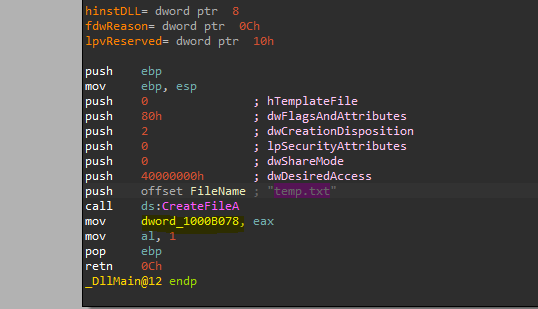 hinstDLL= dword ptr  8
fdwReason= dword ptr  0Ch
lpvReserved= dword ptr  10h
push    ebp
mov     ebp, esp
push    0               ; hTemplateFile
push    80h             ; dwFlagsAndAttributes
push    2               ; dwCreationDisposition
push    0               ; lpSecurityAttributes
push    0               ; dwShareMode
push    40000000h       ; dwDesiredAccess
push    offset FileName ; "temp.txt"
call    ds:CreateFileA
mov     dword_1000B078, eax
mov     al, 1
pop     ebp
retn    0Ch
_DllMain@12 endp